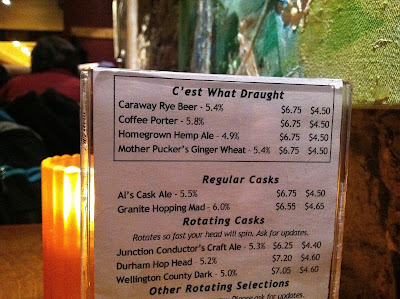 C'est What Draught
Caraway Rye Beer - 5.4% $6.75 $4.50
Coffee Porter - 5.8% $6.75 $4.50
Homegrown Hemp Ale - 4.9% $6.75 $4.50
Mother Pucker's Ginger Wheat - 5.4% $6.75 $4.50
Regular Casks
Al's Cask Ale - 5.5% $6.75 $4.50
Granite Hopping Mad - 6.0% $6.55 $4.65
Rotating Casks
Rotates so fast your head will spin. Ask for updates.
Junction Conductor's Craft Ale - 5.3% $6.25 $4.40
Durham Hop Head - 5.2% $7.20 $4.60
Wellington County Dark - 5.0% $7.05 $4.60
Other Rotating Selections
Please ask for updates.